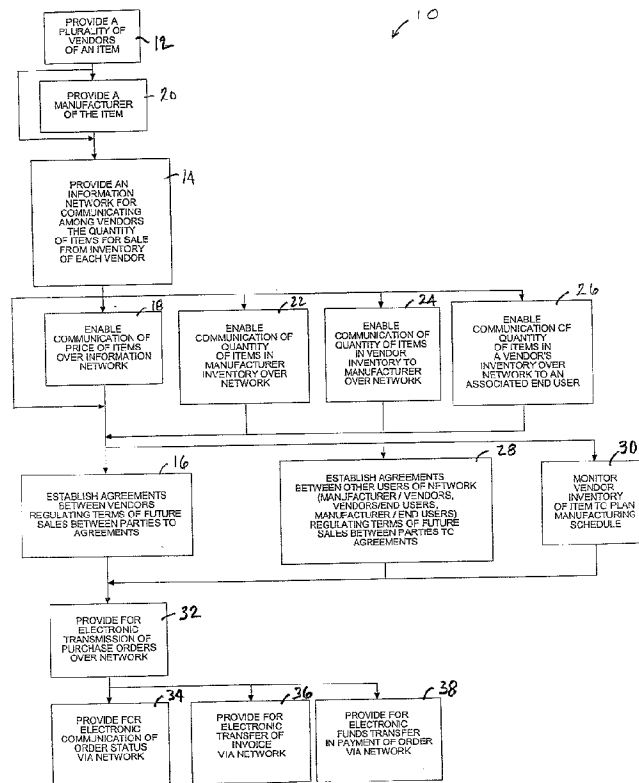 10
PROVIDE A
PLURALITY OF
VENDORS
OF AN ITEM
12
PROVIDE A
MANUFACTURER
OF THE ITEM
20
PROVIDE AN
INFORMATION
NETWORK FOR
COMMUNICATING
AMONG VENDORS
THE QUANTITY
OF ITEMS FOR SALE
FROM INVENTORY
OF EACH VENDOR
14
ENABLE
COMMUNICATION OF
PRICE OF ITEMS
OVER INFORMATION
NETWORK
18
ENABLE
COMMUNICATION OF
QUANTITY
OF ITEMS IN
MANUFACTURER
INVENTORY OVER
NETWORK
22
ENABLE
COMMUNICATION OF
QUANTITY OF ITEMS
IN VENDOR
INVENTORY TO
MANUFACTURER
OVER NETWORK
24
ENABLE
COMMUNICATION OF
QUANTITY
OF ITEMS IN
A VENDOR'S
INVENTORY OVER
NETWORK TO AN
ASSOCIATED END USER
26
ESTABLISH AGREEMENTS
BETWEEN VENDORS
REGULATING TERMS OF FUTURE
SALES BETWEEN PARTIES TO
AGREEMENTS
16
ESTABLISH AGREEMENTS
BETWEEN OTHER USERS OF NETWORK
(MANUFACTURER / VENDORS,
VENDORS/END USERS,
MANUFACTURER / END USERS)
REGULATING TERMS OF FUTURE
SALES BETWEEN PARTIES TO
AGREEMENTS
28
MONITOR
VENDOR
INVENTORY
OF ITEM TO PLAN
MANUFACTURING
SCHEDULE
30
PROVIDE FOR
ELECTRONIC
TRANSMISSION OF
PURCHASE ORDERS
OVER NETWORK
32
PROVIDE FOR
ELECTRONIC
COMMUNICATION OF
ORDER STATUS
VIA NETWORK
34
PROVIDE FOR
ELECTRONIC
TRANSFER OF
INVOICE
VIA NETWORK
36
PROVIDE FOR
ELECTRONIC
FUNDS TRANSFER
IN PAYMENT OF ORDER
VIA NETWORK
38